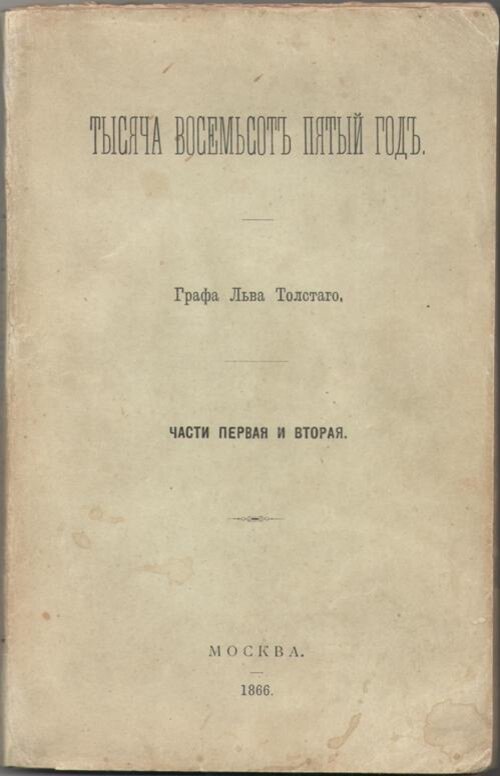 ТЫСЯЧА ВОСЕМЬСОТЪ ПЯТЫЙ ГОДЪ.
Графа Льва Толстаго.
ЧАСТИ ПЕРВАЯ И ВТОРАЯ.
МОСКВА.
1866.